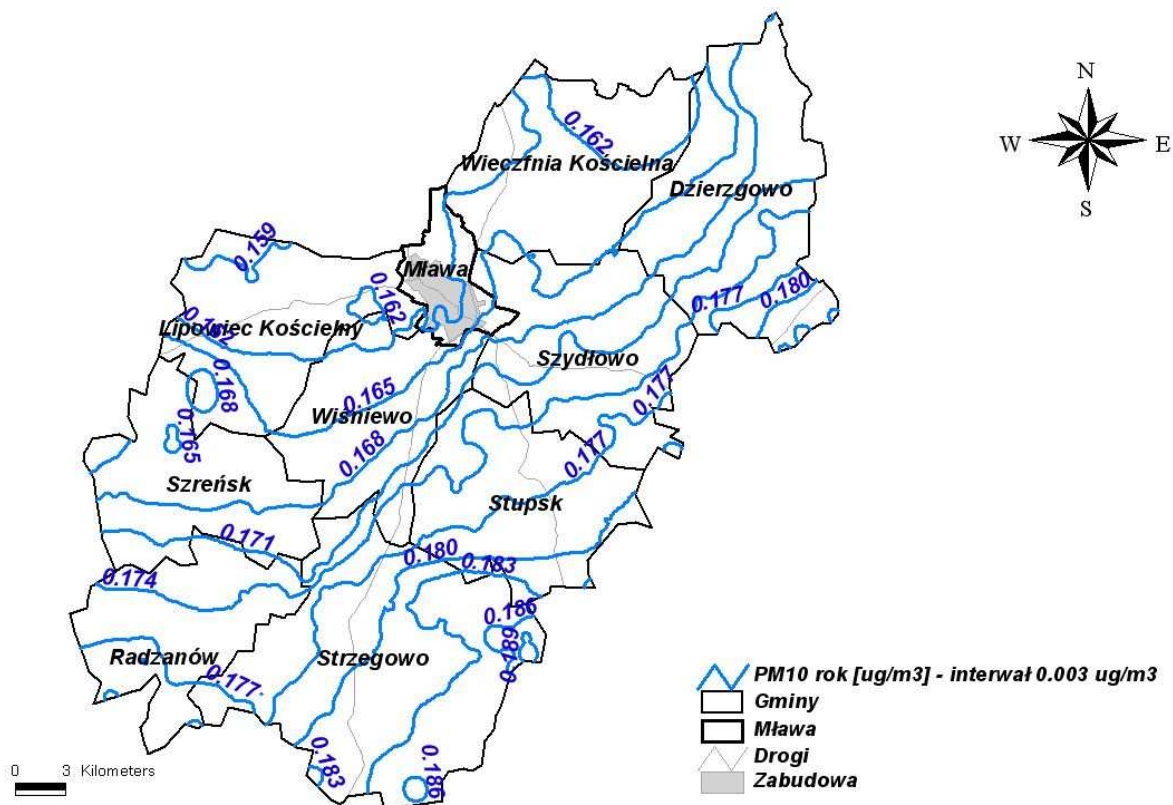 N
W E
S
0.162
Wieczfnia Kościelna
Dzierzgowo
0.159
Mława
0.162
0.177
0.180
0.162
Lipowiec Kościelny
Szydłowo
0.168
0.165
0.177
Wiśniewo
0.165
0.168
0.177
Szreńsk
Stupsk
0.171
0.180
0.183
0.174
0.186
0.189
Radzanów
Strzegowo
0.177
0.183
0.186
PM10 rok [ug/m3] - interwał 0.003 ug/m3
Gminy
Mława
Drogi
Zabudowa
0 3 Kilometers